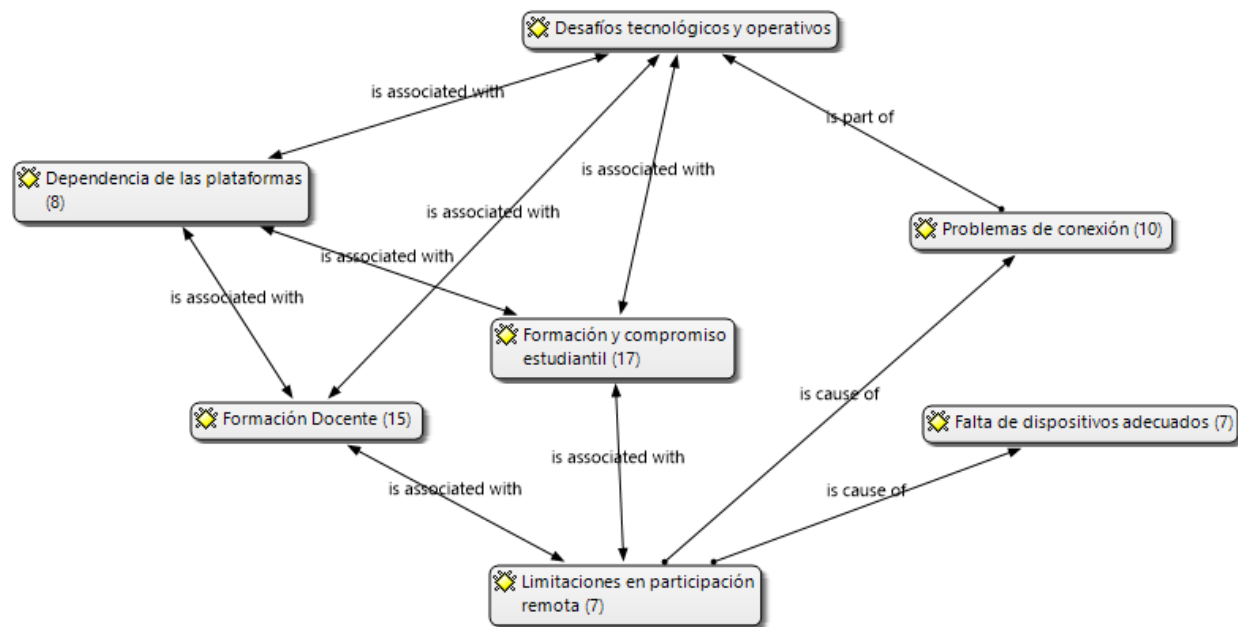 Desafíos tecnológicos y operativos
is associated with
is part of
is associated with
Dependencia de las plataformas
(8)
is associated with
Problemas de conexión (10)
is associated with
is associated with
Formación y compromiso
estudiantil (17)
is cause of
Formación Docente (15)
Falta de dispositivos adecuados (7)
is associated with
is associated with
is cause of
Limitaciones en participación
remota (7)